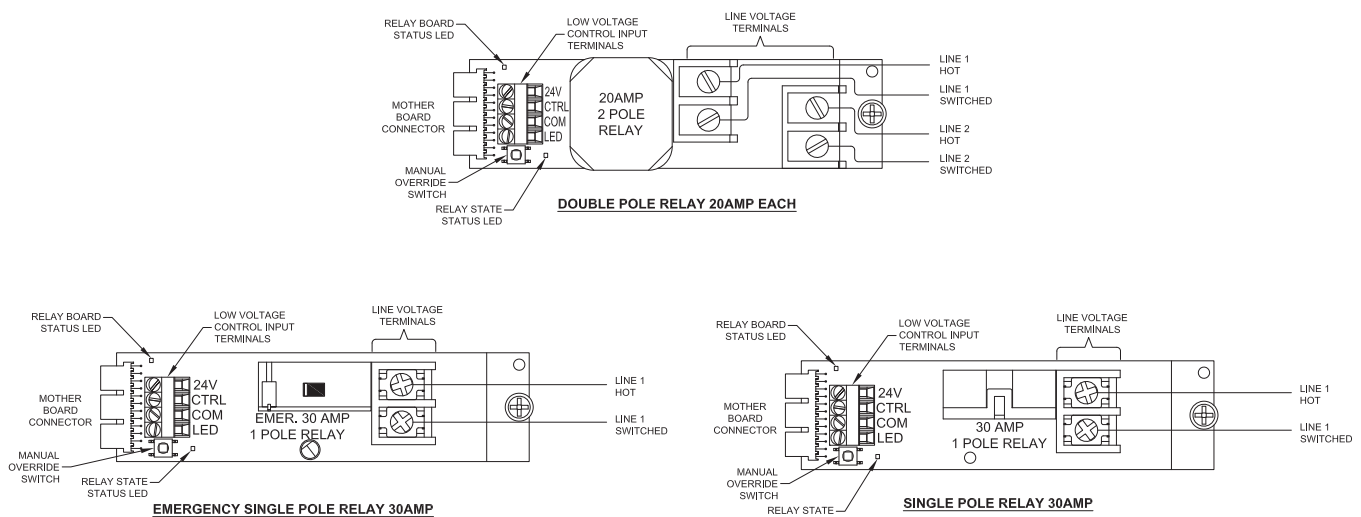 RELAY BOARD
STATUS LED
LOW VOLTAGE
CONTROL INPUT
TERMINALS
LINE VOLTAGE
TERMINALS
LINE 1
HOT
LINE 1
SWITCHED
LINE 2
HOT
LINE 2
SWITCHED
MOTHER
BOARD
CONNECTOR
24V
CTRL
COM
LED
20AMP
2 POLE
RELAY
MANUAL
OVERRIDE
SWITCH
RELAY STATE
STATUS LED
DOUBLE POLE RELAY 20AMP EACH
RELAY BOARD
STATUS LED
LOW VOLTAGE
CONTROL INPUT
TERMINALS
LINE VOLTAGE
TERMINALS
LINE 1
HOT
LINE 1
SWITCHED
MOTHER
BOARD
CONNECTOR
24V
CTRL
COM
LED
EMER. 30 AMP
1 POLE RELAY
MANUAL
OVERRIDE
SWITCH
RELAY STATE
STATUS LED
EMERGENCY SINGLE POLE RELAY 30AMP
RELAY BOARD
STATUS LED
LOW VOLTAGE
CONTROL INPUT
TERMINALS
LINE VOLTAGE
TERMINALS
LINE 1
HOT
LINE 1
SWITCHED
MOTHER
BOARD
CONNECTOR
24V
CTRL
COM
LED
30 AMP
1 POLE RELAY
MANUAL
OVERRIDE
SWITCH
RELAY STATE
SINGLE POLE RELAY 30AMP